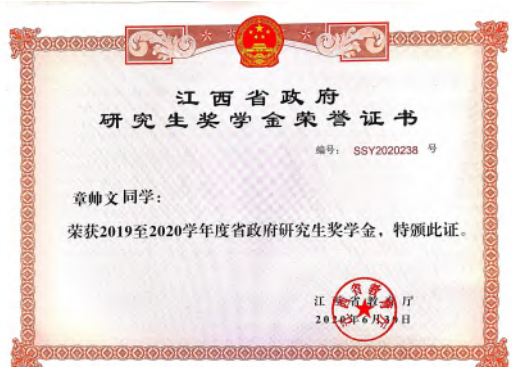 江西省政府
研究生奖学金荣誉证书
编号： SSY2020238 号
章帅文同学：
荣获2019至2020学年度省政府研究生奖学金，特颁此证。
江西省教育厅
2020年6月39日